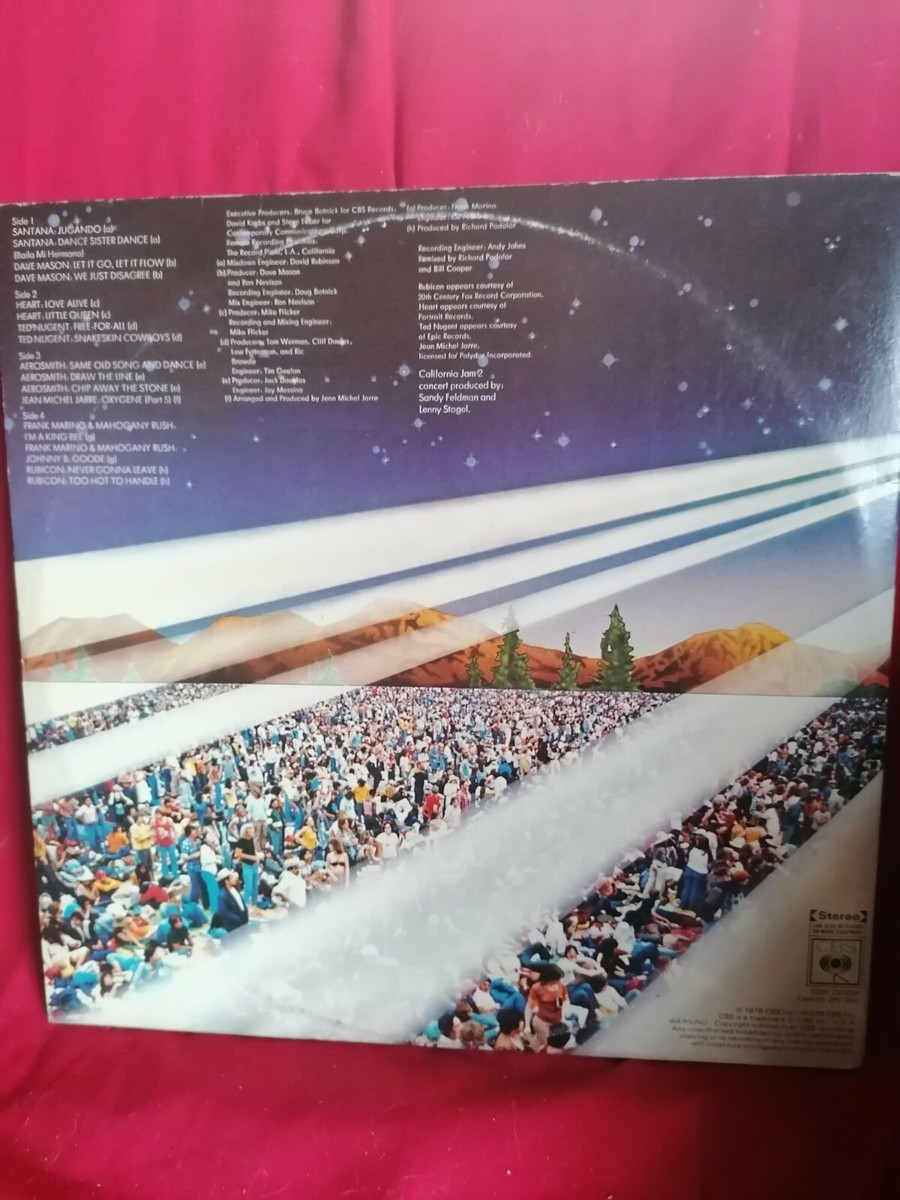 Side 1
SANTANA: JUGANDO (a)
SANTANA: DANCE SISTER DANCE (a)
(Baila Mi Hermana)
DAVE MASON: LET IT GO, LET IT FLOW (b)
DAVE MASON: WE JUST DISAGREE (b)
Side 2
HEART: LOVE ALIVE (c)
HEART: LITTLE QUEEN (c)
TED NUGENT: FREE-FOR-ALL (d)
TED NUGENT: SNAKESKIN COWBOYS (d)
Side 3
AEROSMITH: SAME OLD SONG AND DANCE (e)
AEROSMITH: DRAW THE LINE (e)
AEROSMITH: CHIP AWAY THE STONE (e)
JEAN MICHEL JARRE: OXYGENE (Part 5) (f)
Side 4
FRANK MARINO & MAHOGANY RUSH:
I'M A KING BEE (g)
FRANK MARINO & MAHOGANY RUSH:
JOHNNY B. GOODE (g)
RUBICON: NEVER GONNA LEAVE (h)
RUBICON: TOO HOT TO HANDLE (h)
Executive Producers: Bruce Botnick for CBS Records,
David Krebs and Steve Leber for
Contemporary Communications Corp.
Remote Recording Facilities:
The Record Plant, L.A., California
(a) Mixdown Engineer: David Rubinson
(b) Producer: Dave Mason
and Ron Nevison
Recording Engineer: Doug Botnick
Mix Engineer: Ron Nevison
(c) Producer: Mike Flicker
Recording and Mixing Engineer:
Mike Flicker
(d) Producers: Tom Werman, Cliff Davies,
Lew Futterman, and Ric
Browde
Engineer: Tim Geelan
(e) Producer: Jack Douglas
Engineer: Jay Messina
(f) Arranged and Produced by Jean Michel Jarre
(g) Producer: Frank Marino
(h) Produced by Richard Podolor
Recording Engineer: Andy Johns
Remixed by Richard Podolor
and Bill Cooper
Rubicon appears courtesy of
20th Century Fox Record Corporation.
Heart appears courtesy of
Portrait Records.
Ted Nugent appears courtesy
of Epic Records.
Jean Michel Jarre,
licensed for Polydor Incorporated.
California Jam 2
concert produced by:
Sandy Feldman and
Lenny Stogel.
Stereo
CBS